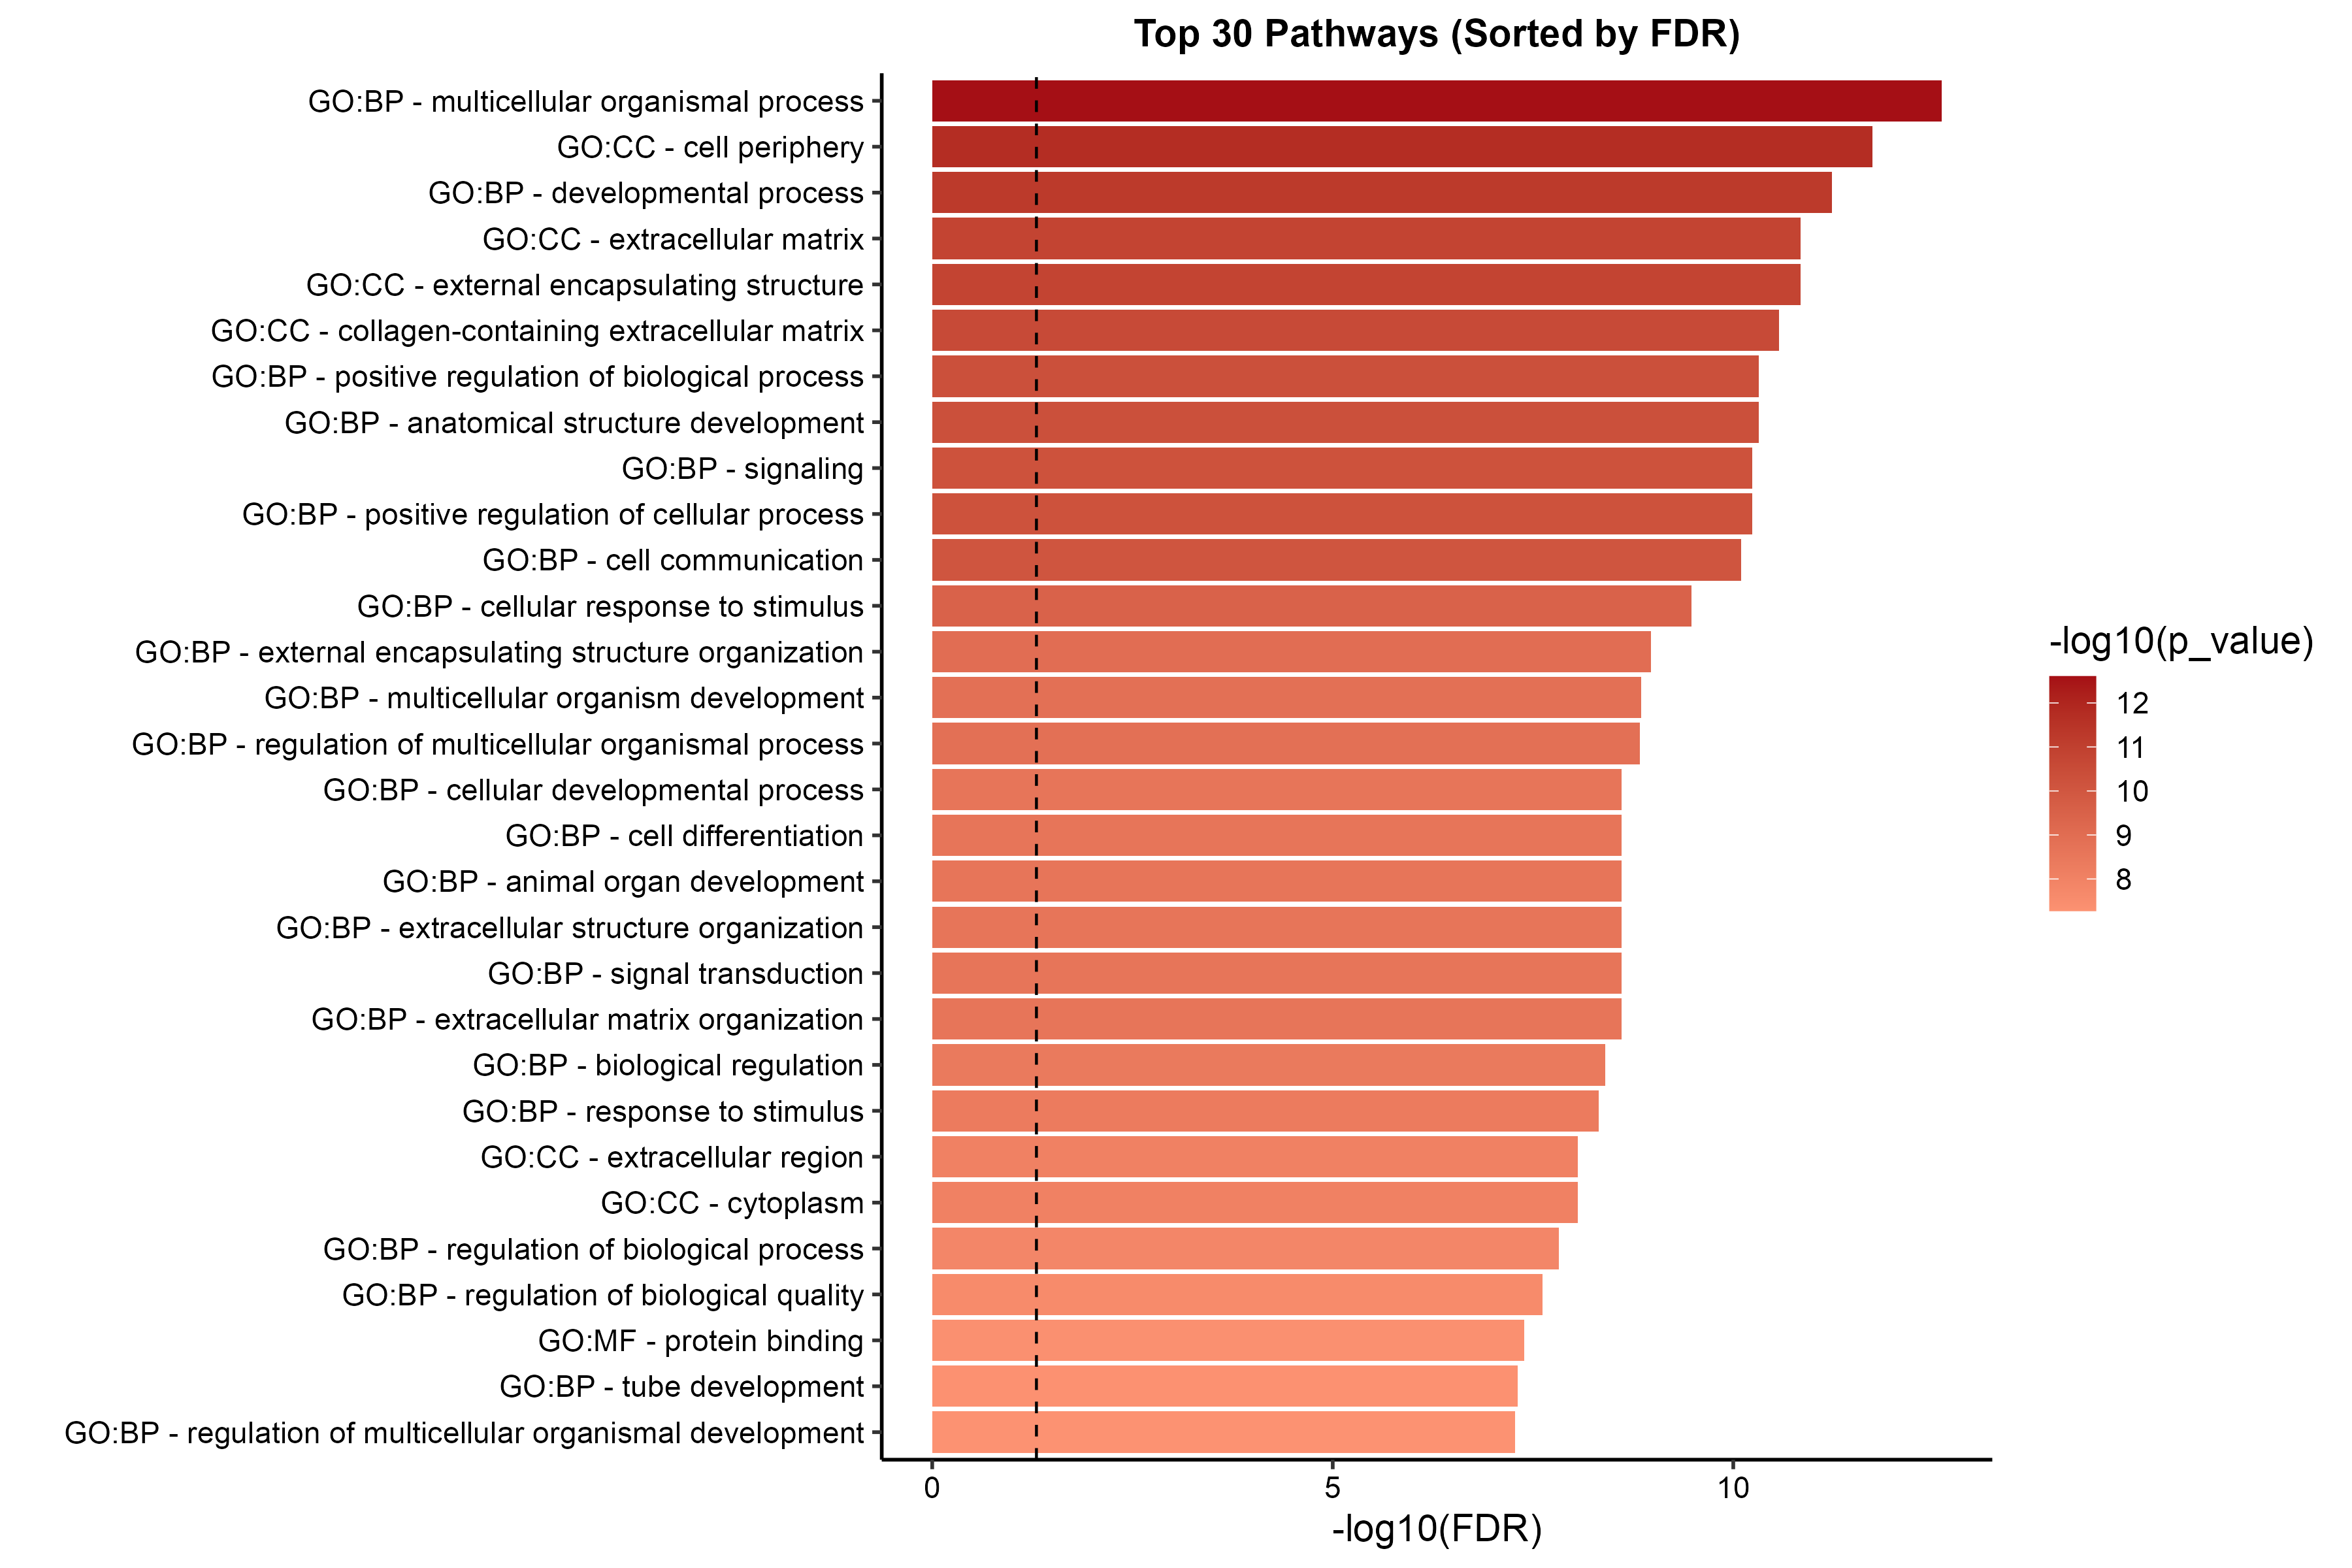 Top 30 Pathways (Sorted by FDR)
GO:BP - multicellular organismal process
GO:CC - cell periphery
GO:BP - developmental process
GO:CC - extracellular matrix
GO:CC - external encapsulating structure
GO:CC - collagen-containing extracellular matrix
GO:BP - positive regulation of biological process
GO:BP - anatomical structure development
GO:BP - signaling
GO:BP - positive regulation of cellular process
GO:BP - cell communication
GO:BP - cellular response to stimulus
GO:BP - external encapsulating structure organization
GO:BP - multicellular organism development
GO:BP - regulation of multicellular organismal process
GO:BP - cellular developmental process
GO:BP - cell differentiation
GO:BP - animal organ development
GO:BP - extracellular structure organization
GO:BP - signal transduction
GO:BP - extracellular matrix organization
GO:BP - biological regulation
GO:BP - response to stimulus
GO:CC - extracellular region
GO:CC - cytoplasm
GO:BP - regulation of biological process
GO:BP - regulation of biological quality
GO:MF - protein binding
GO:BP - tube development
GO:BP - regulation of multicellular organismal development
0 5 10
-log10(FDR)
-log10(p_value)
12
11
10
9
8